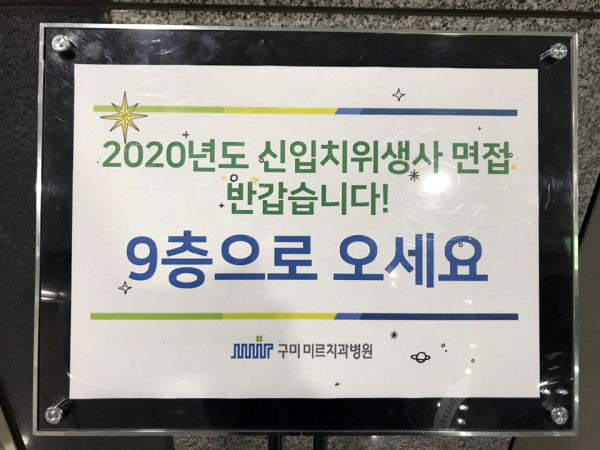 2020년도 신입치위생사 면접
반갑습니다!
9층으로 오세요
mir 구미 미르치과병원